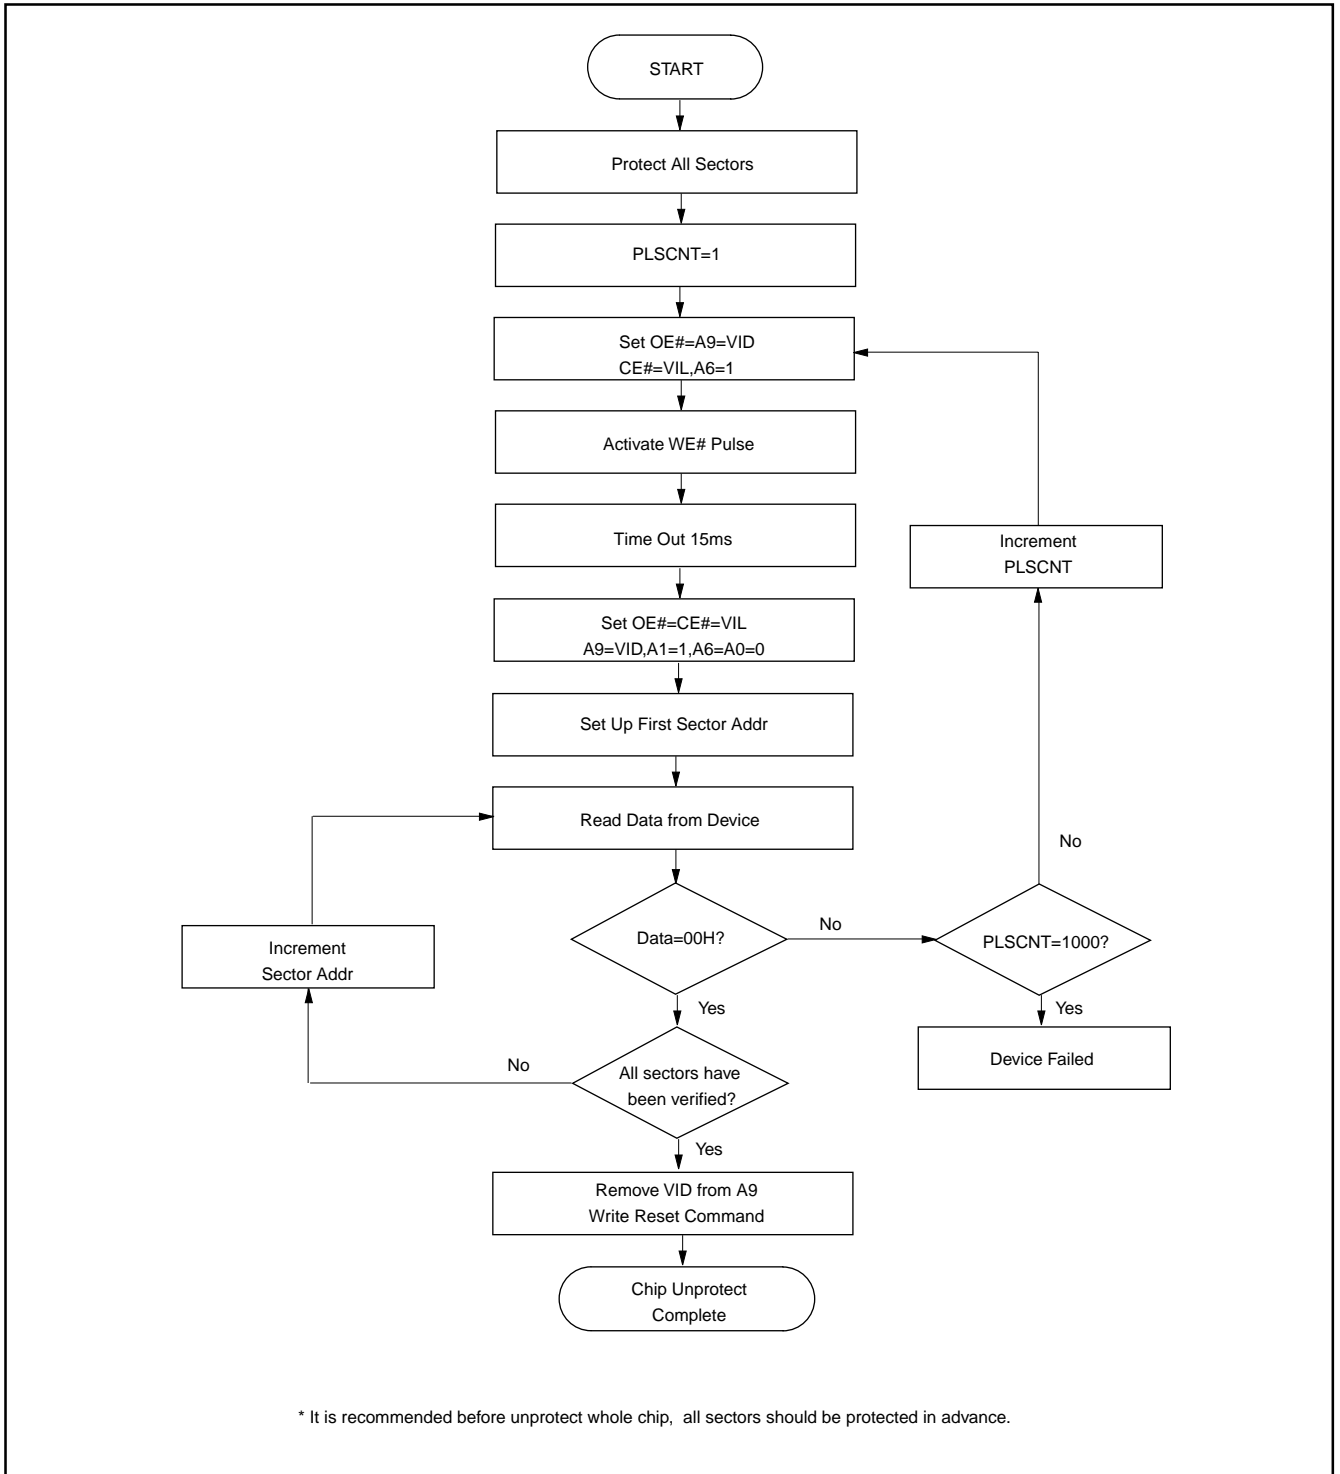 START
Protect All Sectors
PLSCNT=1
Set OE#=A9=VID
CE#=VIL,A6=1
Activate WE# Pulse
Time Out 15ms
Increment
PLSCNT
Set OE#=CE#=VIL
A9=VID,A1=1,A6=A0=0
Set Up First Sector Addr
Read Data from Device
No
Data=00H?
No
PLSCNT=1000?
Increment
Sector Addr
Yes
Yes
Device Failed
No
All sectors have
been verified?
Yes
Remove VID from A9
Write Reset Command
Chip Unprotect
Complete
* It is recommended before unprotect whole chip, all sectors should be protected in advance.